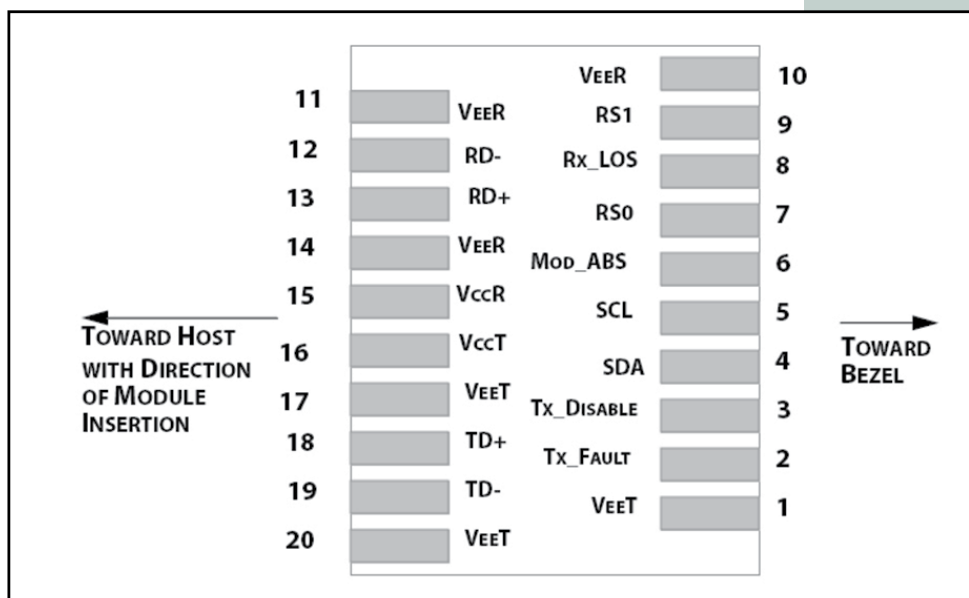 11 VEER
12 RD-
13 RD+
14 VEER
15 VCCR
16 VCCT
17 VEET
18 TD+
19 TD-
20 VEET
VEER 10
RS1 9
RX_LOS 8
RS0 7
MOD_ABS 6
SCL 5
SDA 4
TX_DISABLE 3
TX_FAULT 2
VEET 1
TOWARD HOST
WITH DIRECTION
OF MODULE
INSERTION
TOWARD
BEZEL